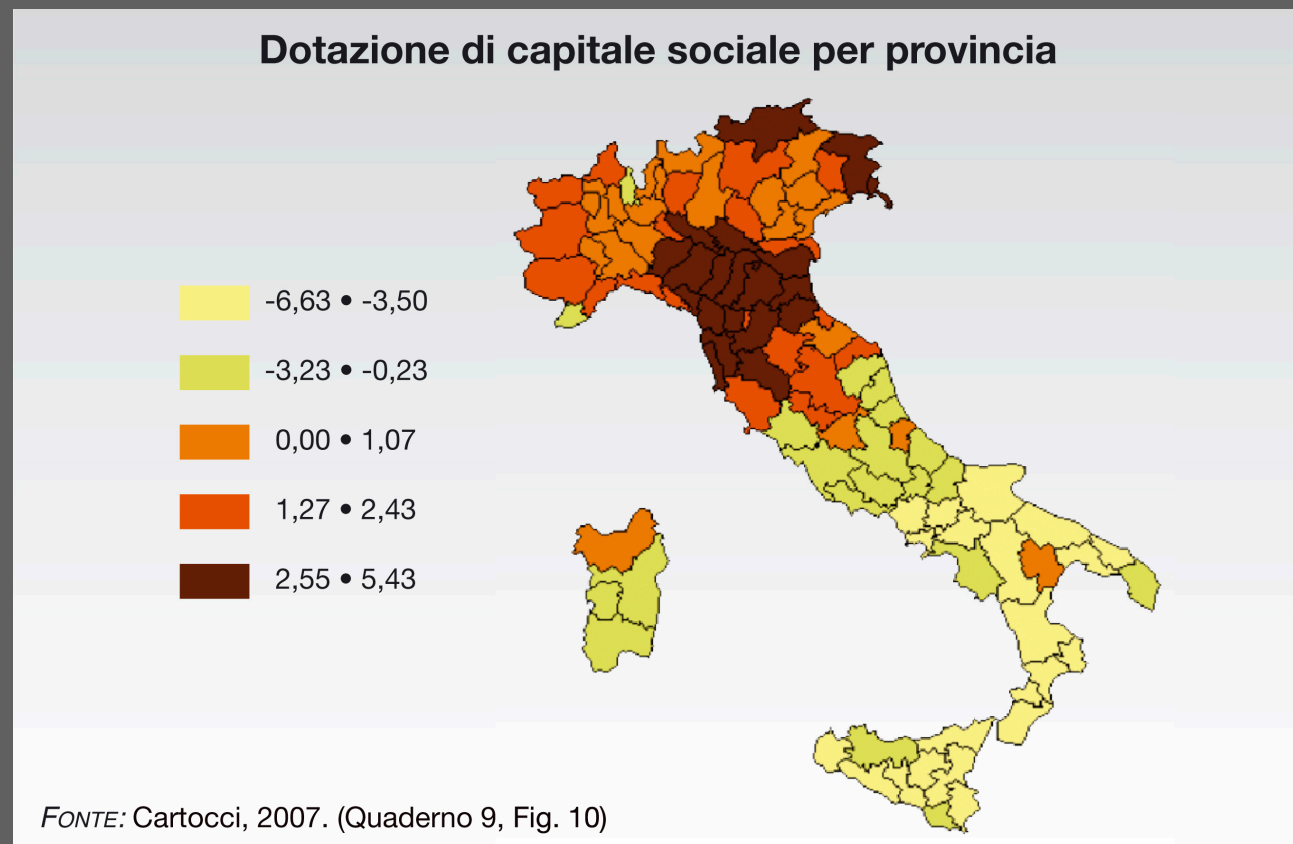 Dotazione di capitale sociale per provincia
-6,63 • -3,50
-3,23 • -0,23
0,00 • 1,07
1,27 • 2,43
2,55 • 5,43
FONTE: Cartocci, 2007. (Quaderno 9, Fig. 10)